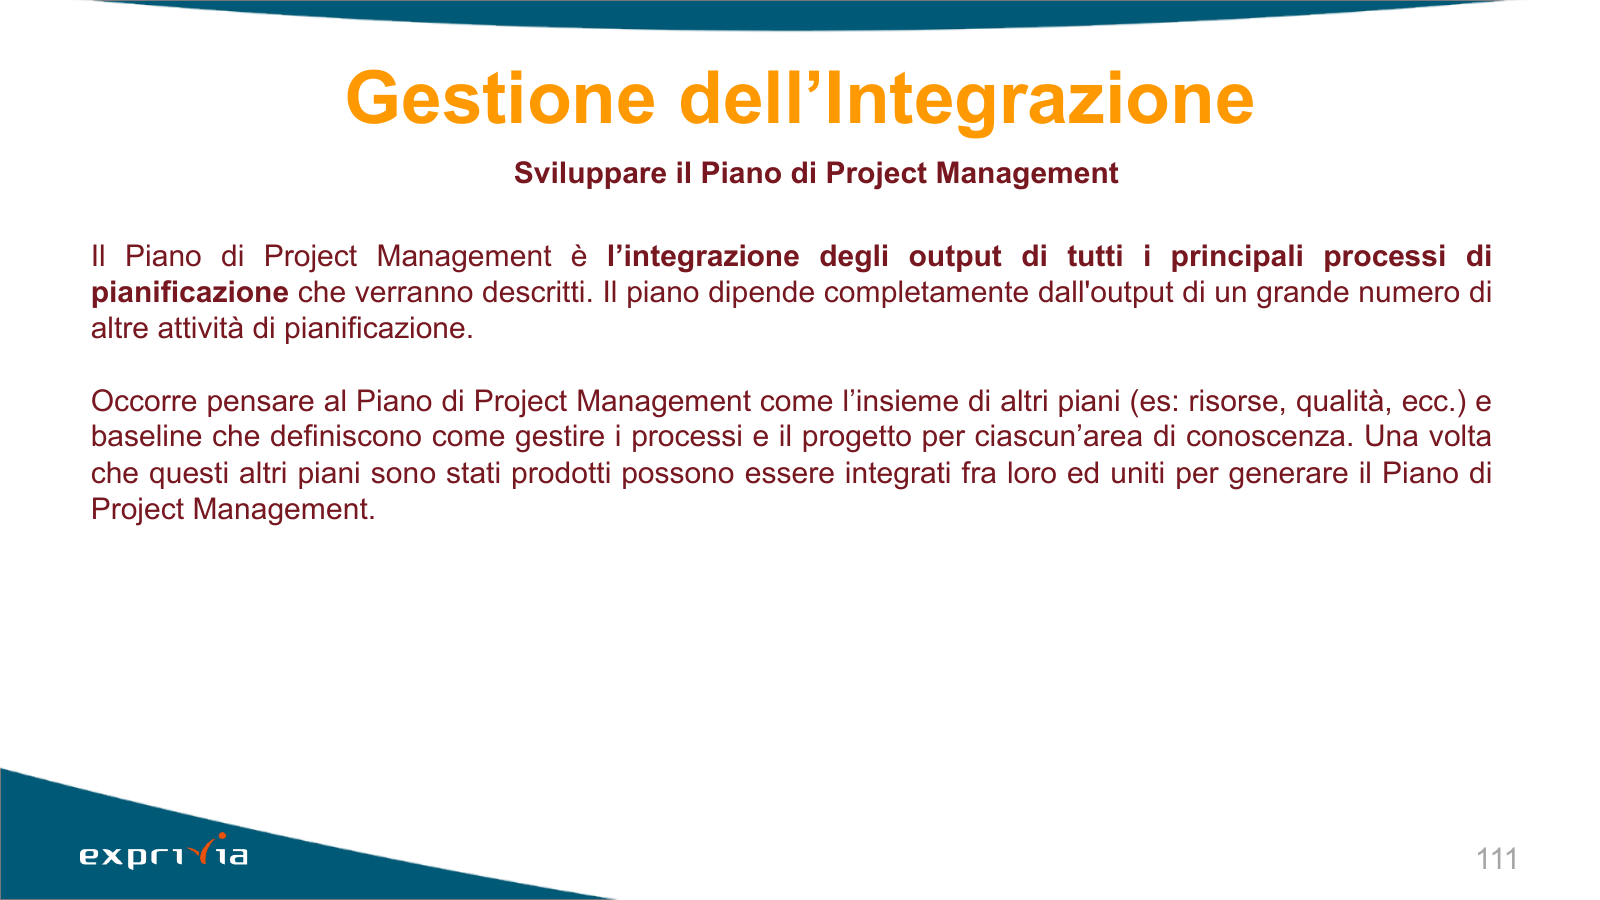 Gestione dell’Integrazione
Sviluppare il Piano di Project Management
Il Piano di Project Management è l’integrazione degli output di tutti i principali processi di
pianificazione che verranno descritti. Il piano dipende completamente dall'output di un grande numero di
altre attività di pianificazione.
Occorre pensare al Piano di Project Management come l’insieme di altri piani (es: risorse, qualità, ecc.) e
baseline che definiscono come gestire i processi e il progetto per ciascun’area di conoscenza. Una volta
che questi altri piani sono stati prodotti possono essere integrati fra loro ed uniti per generare il Piano di
Project Management.
exprivia
111